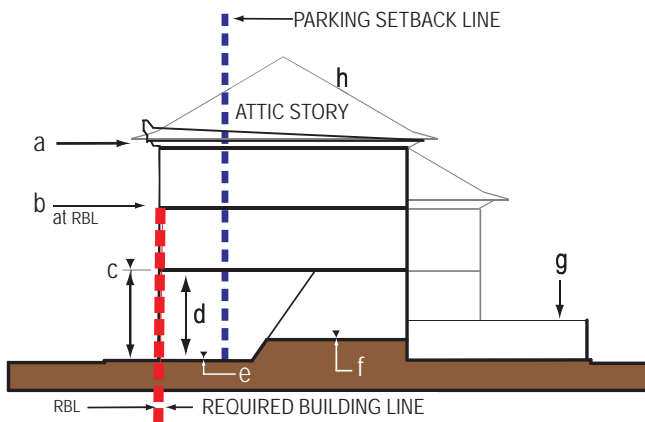 PARKING SETBACK LINE
h
ATTIC STORY
a
b
at RBL
c
g
d
f
e
RBL
REQUIRED BUILDING LINE